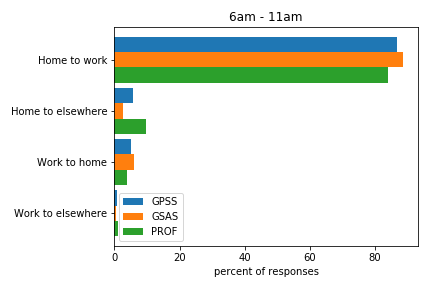 6am - 11am
Home to work
Home to elsewhere
Work to home
Work to elsewhere
GPSS
GSAS
PROF
0 20 40 60 80
percent of responses